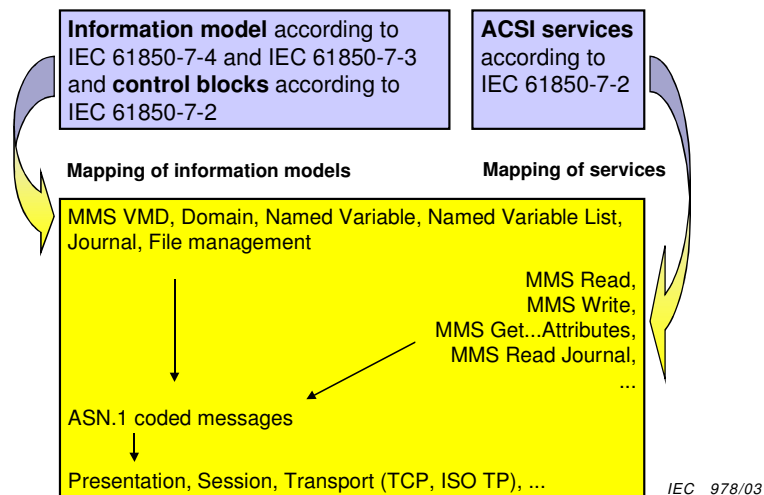 Information model according to
IEC 61850-7-4 and IEC 61850-7-3
and control blocks according to
IEC 61850-7-2
ACSI services
according to
IEC 61850-7-2
Mapping of information models
Mapping of services
MMS VMD, Domain, Named Variable, Named Variable List,
Journal, File management
MMS Read,
MMS Write,
MMS Get...Attributes,
MMS Read Journal,
...
ASN.1 coded messages
Presentation, Session, Transport (TCP, ISO TP), ...
IEC 978/03